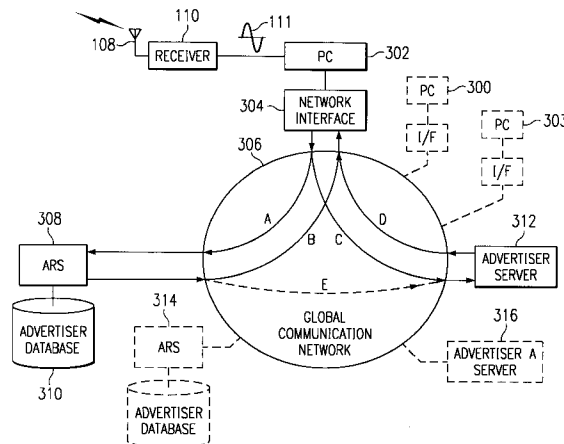 110
111
108
RECEIVER
PC
302
300
PC
304
NETWORK
INTERFACE
I/F
PC
303
I/F
306
A
B
C
D
E
308
ARS
312
ADVERTISER
SERVER
ADVERTISER
DATABASE
310
314
ARS
ADVERTISER
DATABASE
GLOBAL
COMMUNICATION
NETWORK
316
ADVERTISER A
SERVER